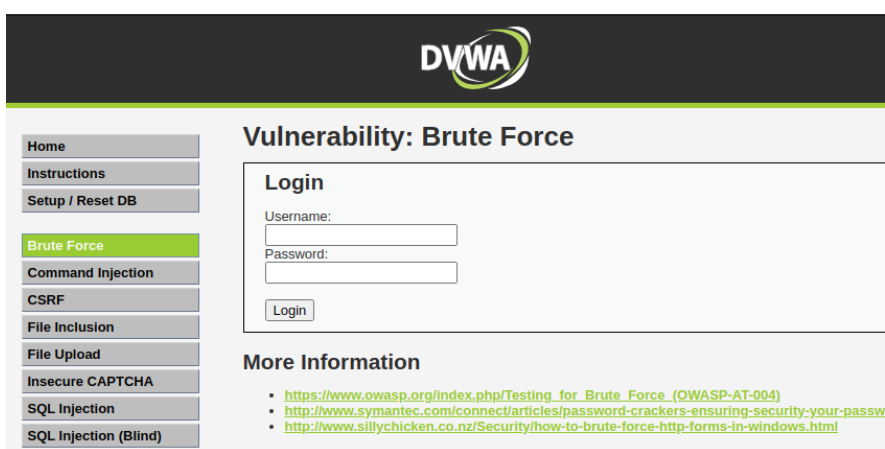 DVWA
Home
Instructions
Setup / Reset DB
Brute Force
Command Injection
CSRF
File Inclusion
File Upload
Insecure CAPTCHA
SQL Injection
SQL Injection (Blind)
Vulnerability: Brute Force
Login
Username:
Password:
Login
More Information
https://www.owasp.org/index.php/Testing_for_Brute_Force_(OWASP-AT-004)
http://www.symantec.com/connect/articles/password-crackers-ensuring-security-your-passw
http://www.sillychicken.co.nz/Security/how-to-brute-force-http-forms-in-windows.html